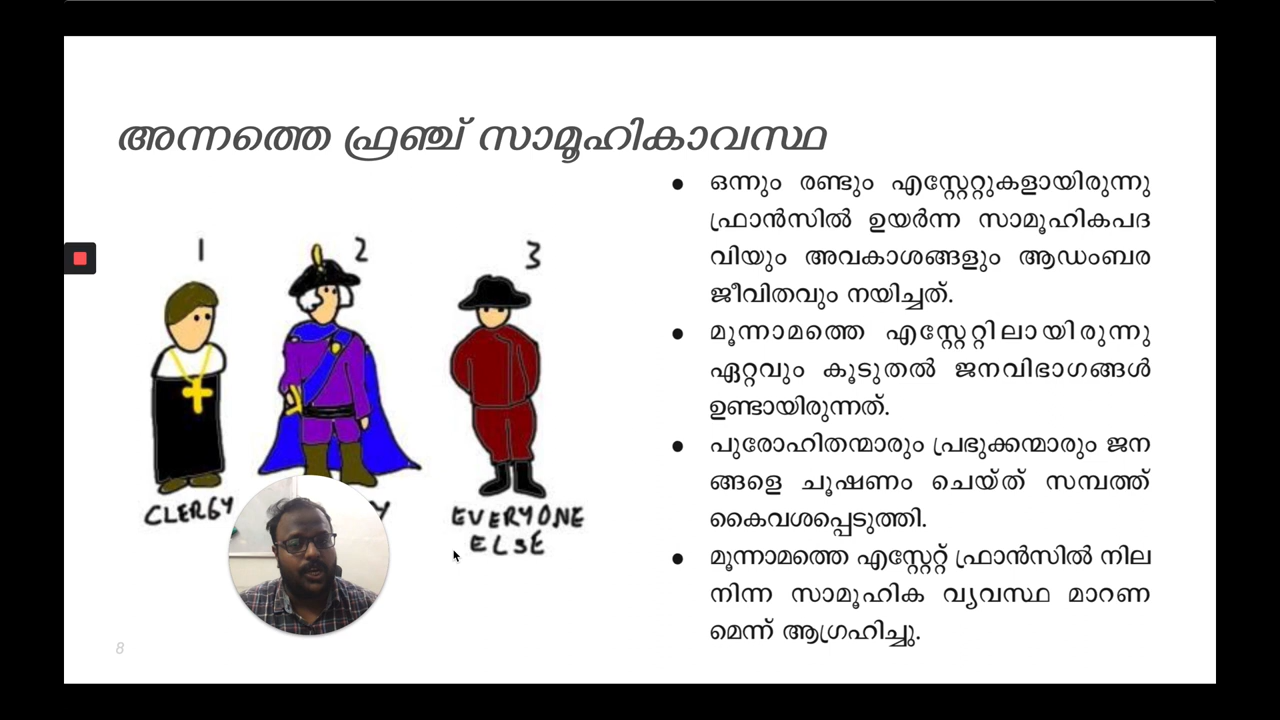 അന്നത്തെ ഫ്രഞ്ച് സാമൂഹികാവസ്ഥ
1
2
3
CLERGY
EVERYONE
ELSE
● ഒന്നും രണ്ടും എസ്റ്റേറ്റുകളായിരുന്നു
ഫ്രാൻസിൽ ഉയർന്ന സാമൂഹികപദ
വിയും അവകാശങ്ങളും ആഡംബര
ജീവിതവും നയിച്ചത്.
● മൂന്നാമത്തെ എസ്റ്റേറ്റിലായിരുന്നു
ഏറ്റവും കൂടുതൽ ജനവിഭാഗങ്ങൾ
ഉണ്ടായിരുന്നത്.
● പുരോഹിതന്മാരും പ്രഭുക്കന്മാരും ജന
ങ്ങളെ ചൂഷണം ചെയ്ത് സമ്പത്ത്
കൈവശപ്പെടുത്തി.
● മൂന്നാമത്തെ എസ്റ്റേറ്റ് ഫ്രാൻസിൽ നില
നിന്ന സാമൂഹിക വ്യവസ്ഥ മാറണ
മെന്ന് ആഗ്രഹിച്ചു.
8